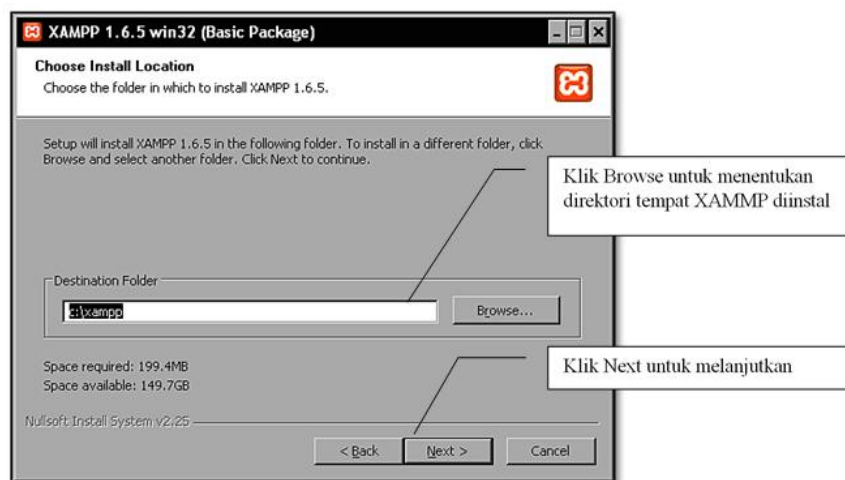 XAMPP 1.6.5 win32 (Basic Package)
Choose Install Location
Choose the folder in which to install XAMPP 1.6.5.
Setup will install XAMPP 1.6.5 in the following folder. To install in a different folder, click
Browse and select another folder. Click Next to continue.
Klik Browse untuk menentukan
direktori tempat XAMMP diinstal
Destination Folder
c:\xampp
Browse...
Space required: 199.4MB
Space available: 149.7GB
Klik Next untuk melanjutkan
Nullsoft Install System v2.25
< Back
Next >
Cancel